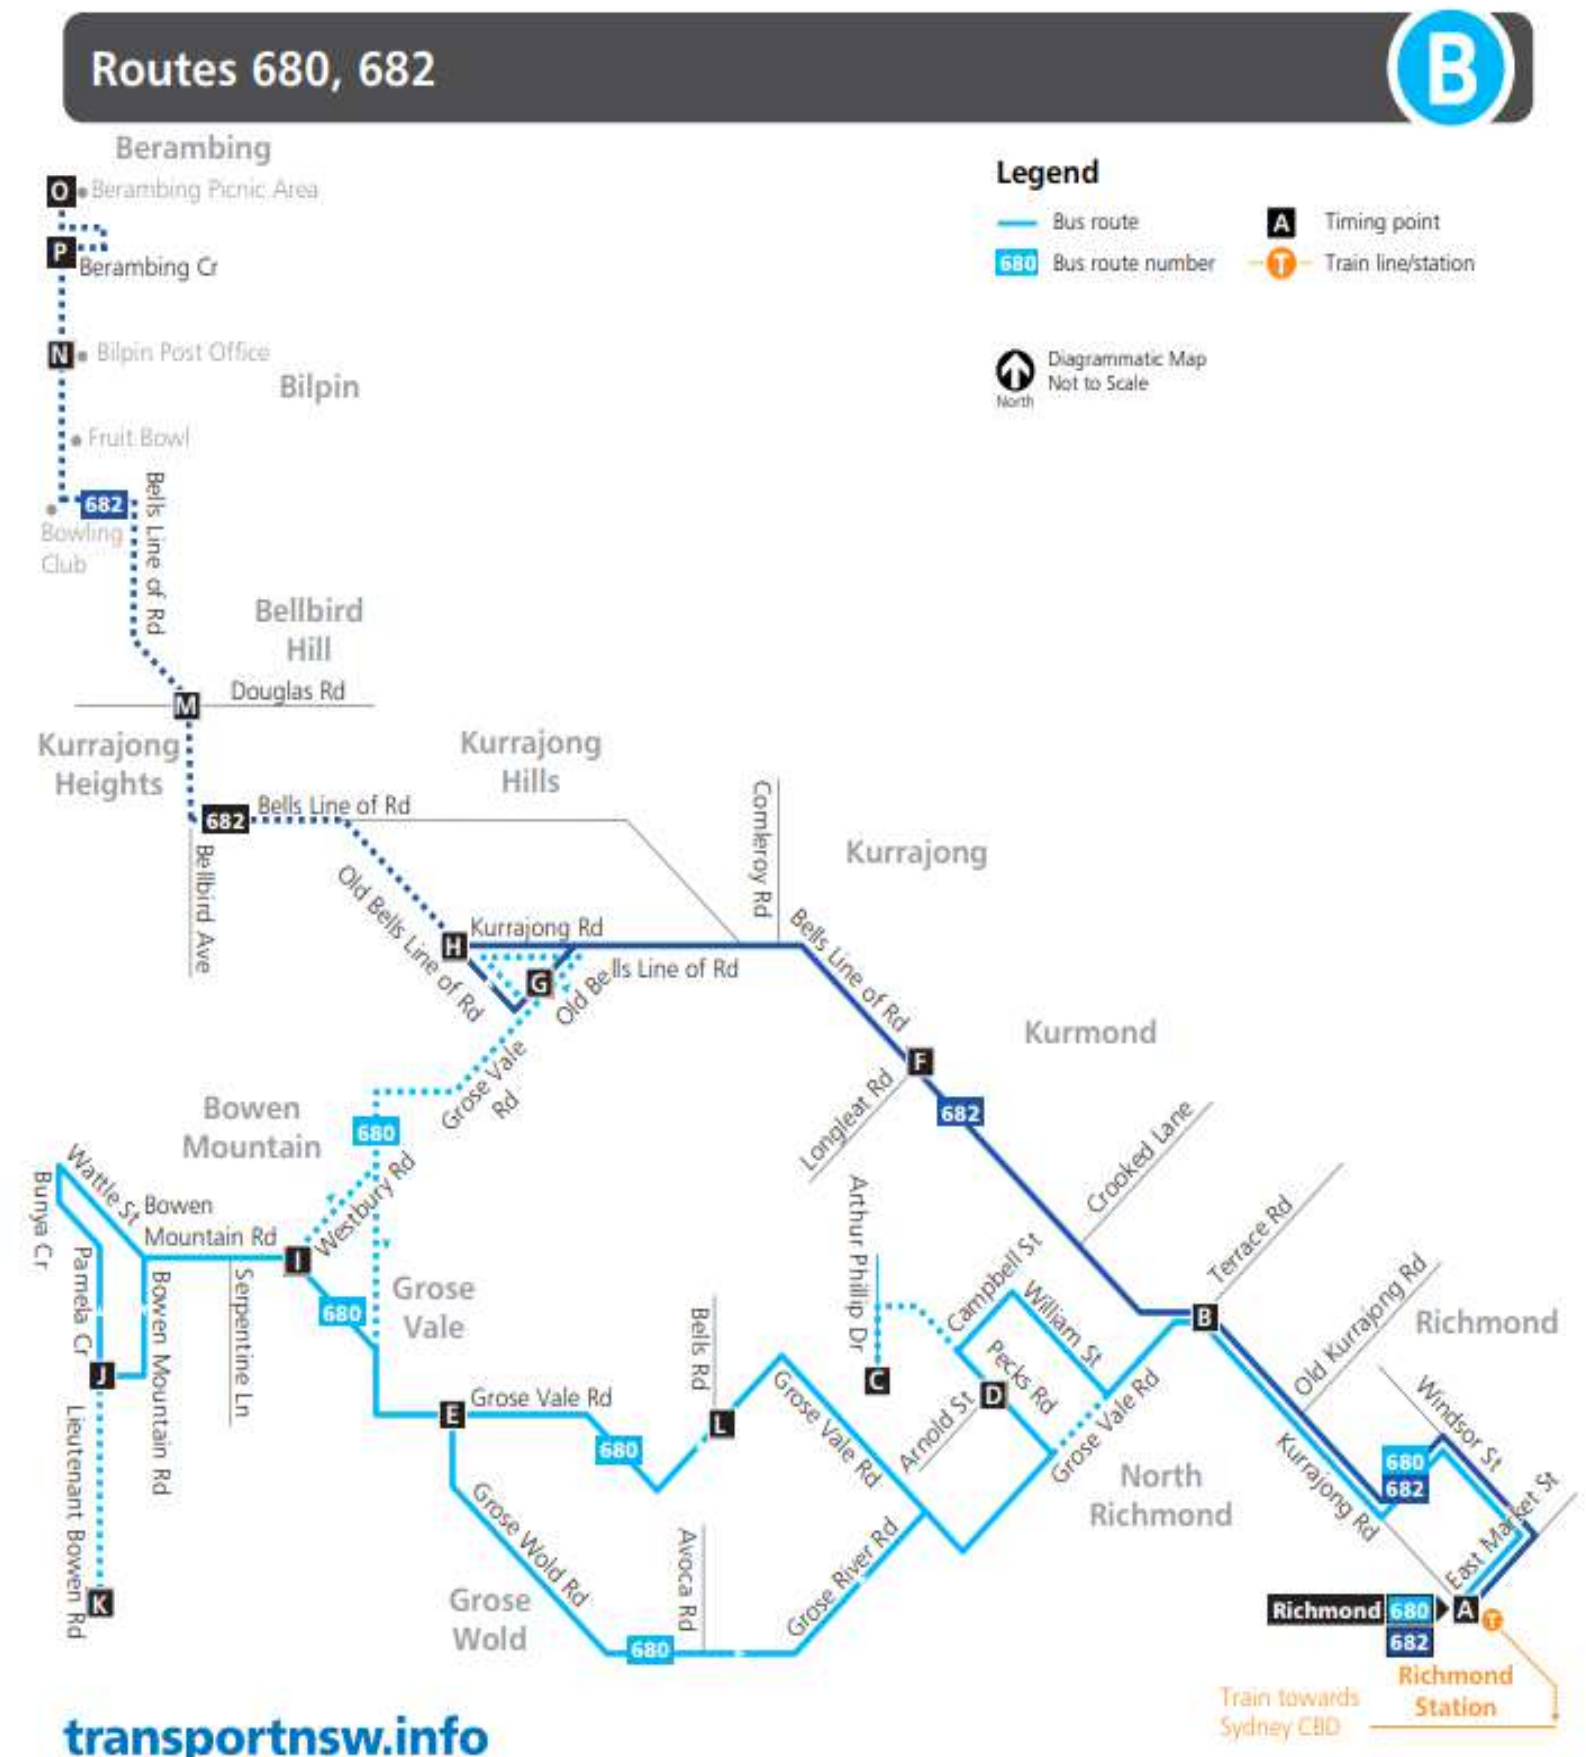 Routes 680, 682
B
Berambing
O
Berambing Picnic Area
P
Berambing Cr
N
Bilpin Post Office
Bilpin
Fruit Bowl
682
Bowling
Club
Bells Line of Rd
Legend
Bus route
A
Timing point
680
Bus route number
T
Train line/station
North
Diagrammatic Map
Not to Scale
Bellbird
Hill
M
Douglas Rd
Kurrajong
Heights
Kurrajong
Hills
682
Bells Line of Rd
Bellbird Ave
Comleroy Rd
Kurrajong
Old Bells Line of Rd
H
Kurrajong Rd
G
Old Bells Line of Rd
Bells Line of Rd
F
Kurmond
Longleat Rd
682
Crooked Lane
Grose Vale
Rd
Bowen
Mountain
680
Westbury Rd
Wattle St
Bunya Cr
Bowen
Mountain Rd
I
Pamela Cr
Bowen Mountain Rd
Serpentine Ln
680
Grose
Vale
J
Lieutenant Bowen Rd
K
E
Grose Vale Rd
680
Bells Rd
L
Grose Vale Rd
Arthur Phillip Dr
C
Campbell St
William St
Pecks Rd
D
Arnold St
Grose Vale Rd
B
Terrace Rd
Old Kurrajong Rd
Richmond
Windsor St
Kurrajong Rd
680
682
East Market St
North
Richmond
Grose Wold Rd
Grose
Wold
680
Avoca Rd
Grose River Rd
Richmond
680
682
A
T
Richmond
Station
Train towards
Sydney CBD
transportnsw.info